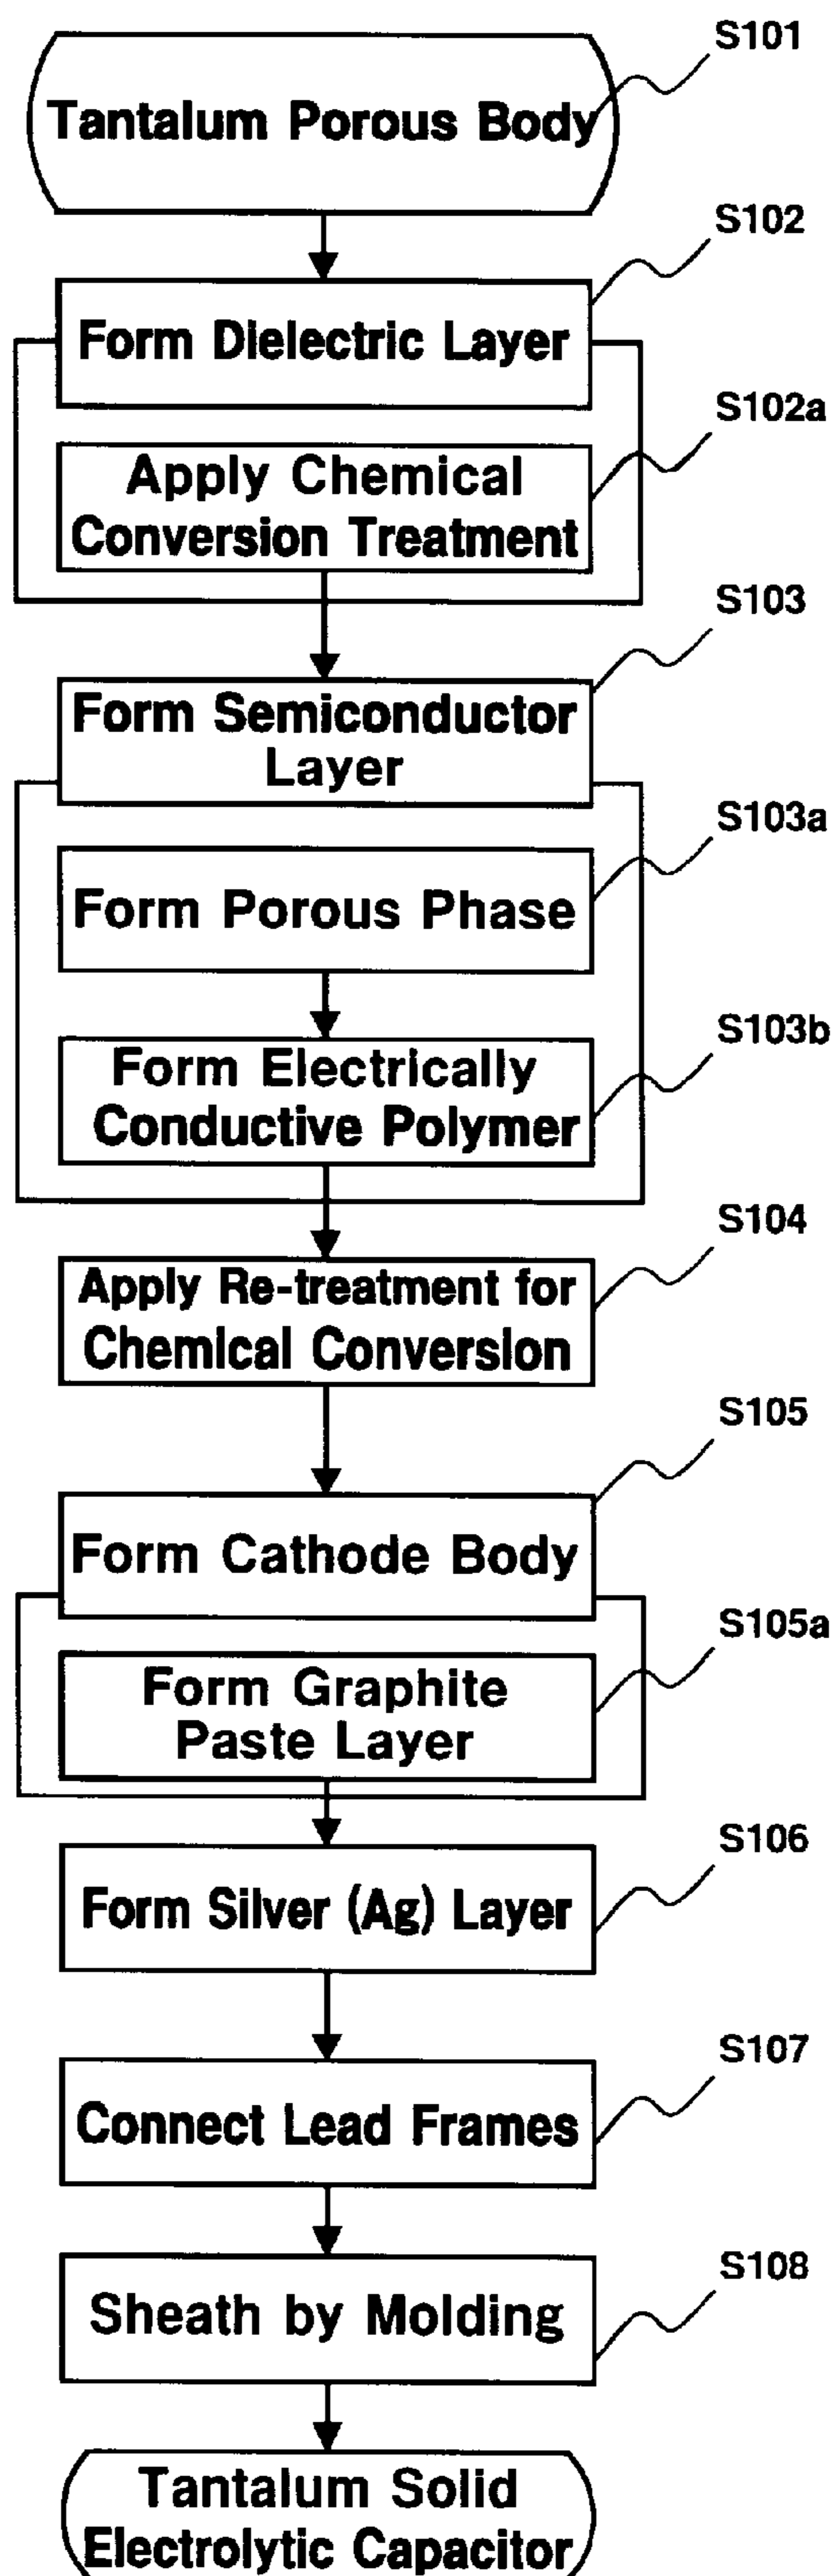 S101
Tantalum Porous Body
S102
Form Dielectric Layer
S102a
Apply Chemical
Conversion Treatment
S103
Form Semiconductor
Layer
S103a
Form Porous Phase
S103b
Form Electrically
Conductive Polymer
S104
Apply Re-treatment for
Chemical Conversion
S105
Form Cathode Body
S105a
Form Graphite
Paste Layer
S106
Form Silver (Ag) Layer
S107
Connect Lead Frames
S108
Sheath by Molding
Tantalum Solid
Electrolytic Capacitor